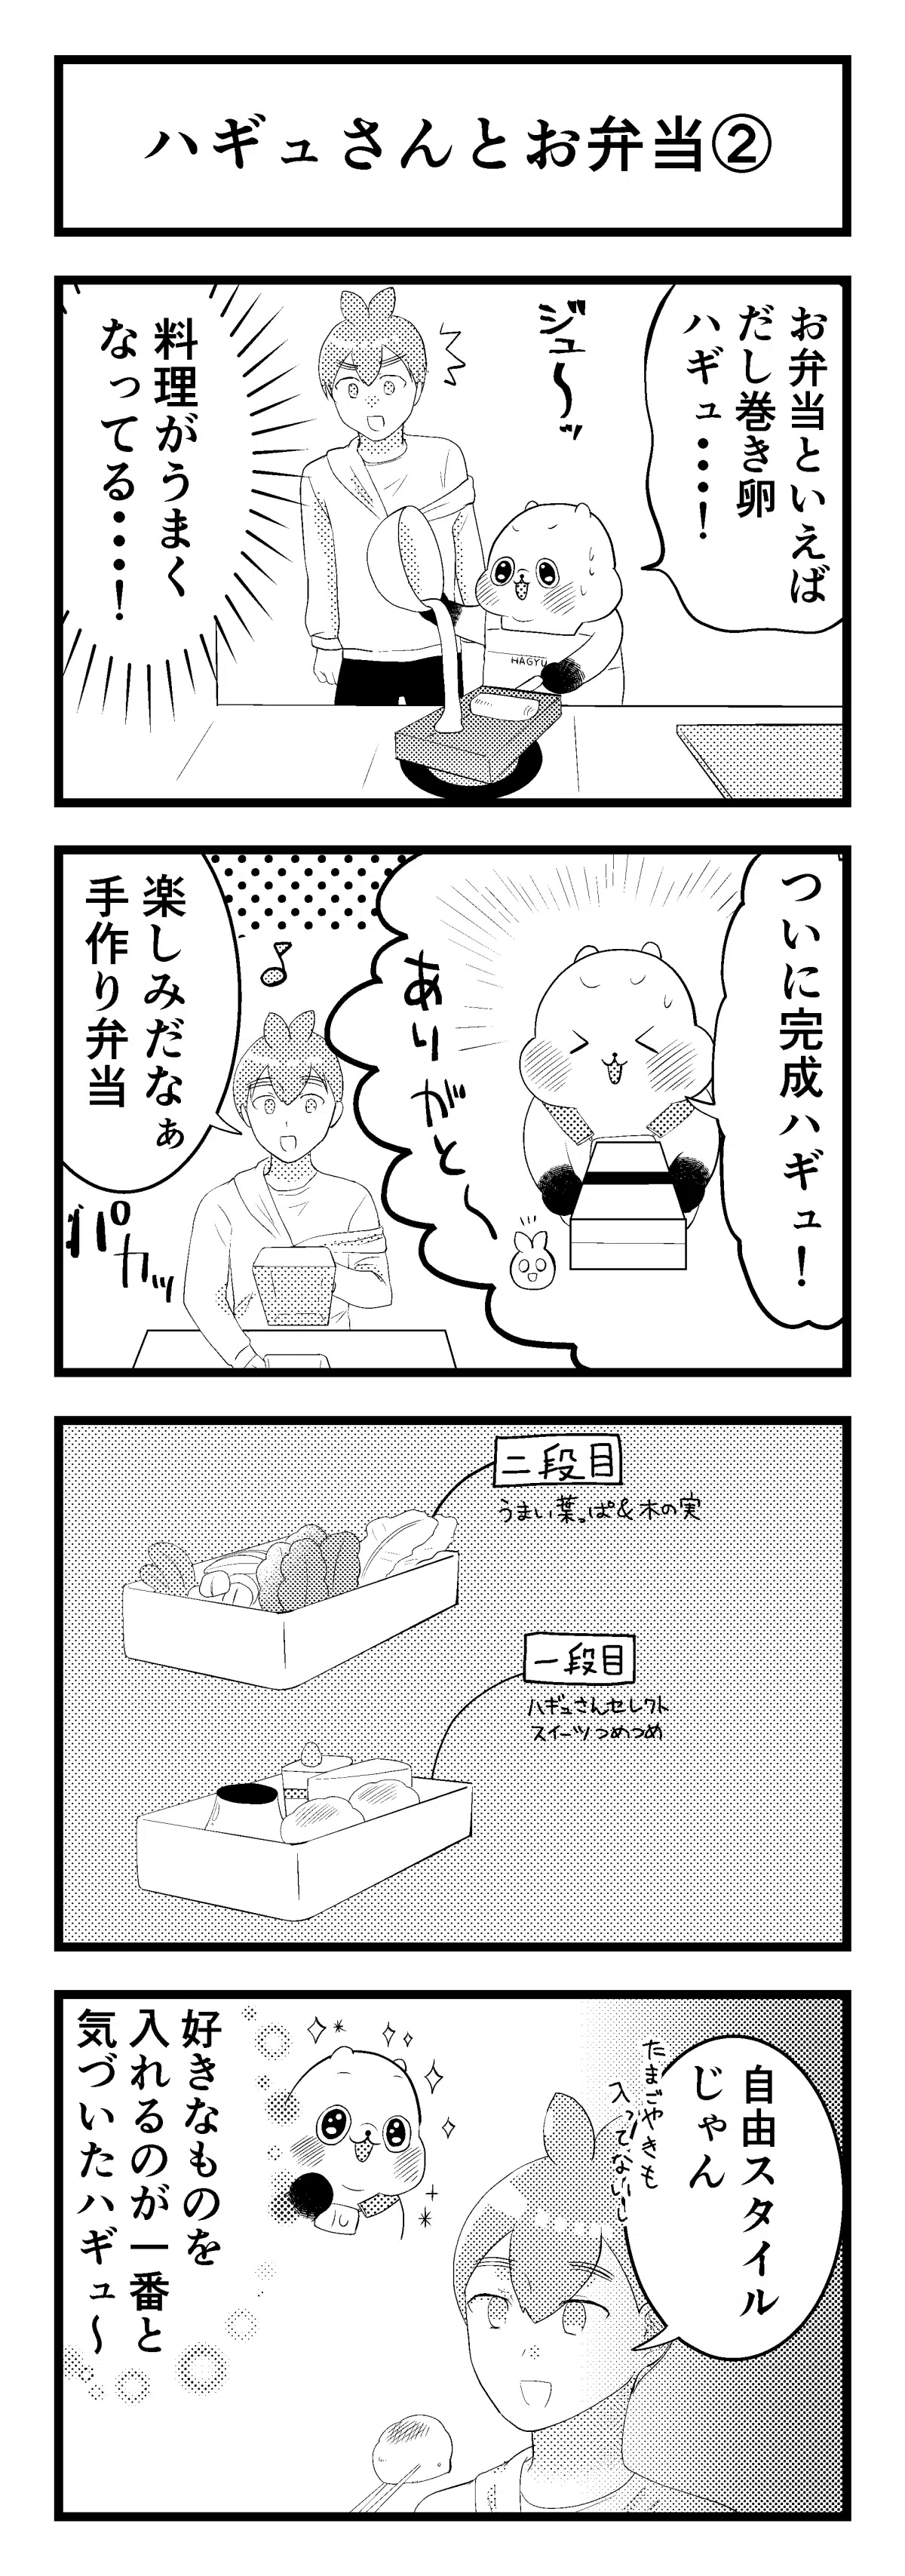 ハギュさんとお弁当②
お弁当といえば
だし巻き卵
ハギュ・・・！
ジュ〜ッ
HAGYU
料理がうまく
なってる・・・！
ついに完成ハギュ！
ありがと〜
楽しみだなぁ
手作り弁当
パカッ
二段目
うまい葉っぱ&木の実
一段目
ハギュさんセレクト
スイーツつめつめ
自由スタイル
じゃん
たまごやきも
入ってないし
好きなものを
入れるのが一番と
気づいたハギュ〜